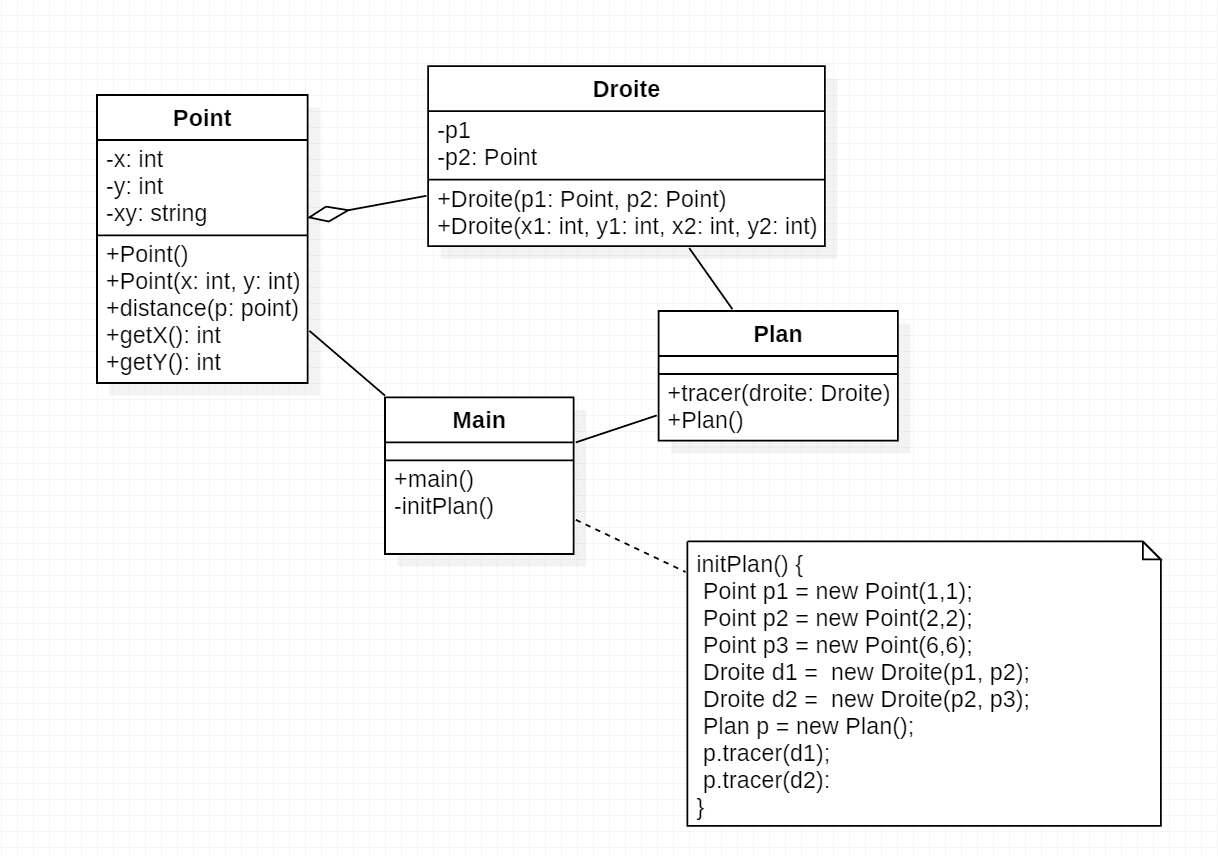 Point
-x: int
-y: int
-xy: string
+Point()
+Point(x: int, y: int)
+distance(p: point)
+getX(): int
+getY(): int
Droite
-p1
-p2: Point
+Droite(p1: Point, p2: Point)
+Droite(x1: int, y1: int, x2: int, y2: int)
Plan
+tracer(droite: Droite)
+Plan()
Main
+main()
-initPlan()
initPlan() {
Point p1 = new Point(1,1);
Point p2 = new Point(2,2);
Point p3 = new Point(6,6);
Droite d1 =  new Droite(p1, p2);
Droite d2 =  new Droite(p2, p3);
Plan p = new Plan();
p.tracer(d1);
p.tracer(d2):
}